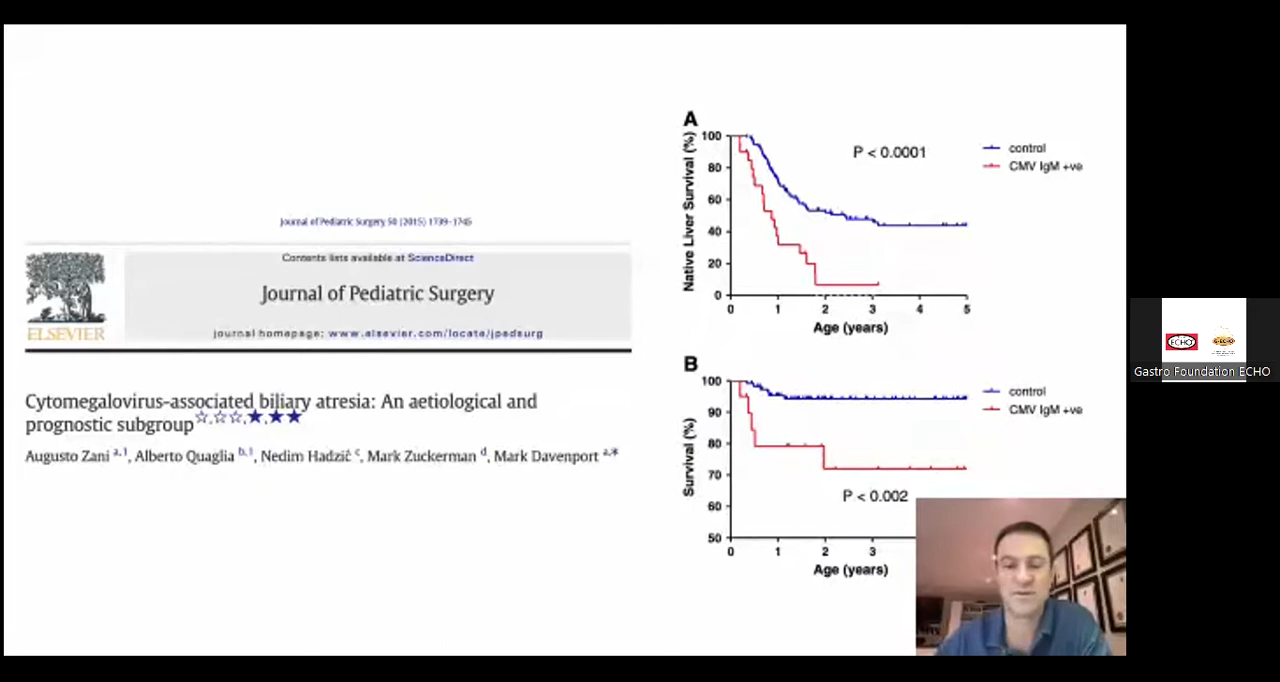 Journal of Pediatric Surgery 50 (2015) 1739–1745
Contents lists available at ScienceDirect
Journal of Pediatric Surgery
journal homepage: www.elsevier.com/locate/jpedsurg
ELSEVIER
Cytomegalovirus-associated biliary atresia: An aetiological and
prognostic subgroup☆,☆☆,★,★★
Augusto Zani a,1, Alberto Quaglia b,1, Nedim Hadzić c, Mark Zuckerman d, Mark Davenport a,*
A
Native Liver Survival (%)
100
80
60
40
20
0
P < 0.0001
control
CMV IgM +ve
0 1 2 3 4 5
Age (years)
B
Survival (%)
100
90
80
70
60
50
control
CMV IgM +ve
P < 0.002
0 1 2 3
Age (years)
ECHO
Gastro Foundation ECHO